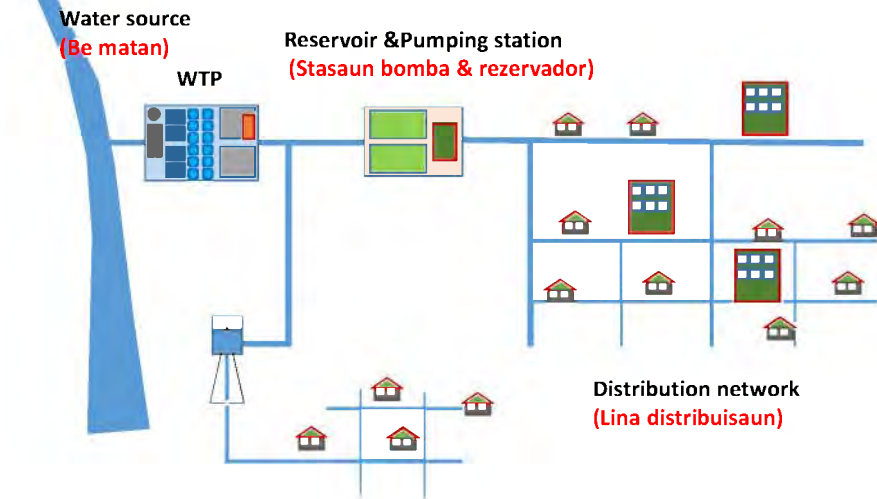 Water source
(Be matan)
WTP
Reservoir &Pumping station
(Stasaun bomba & rezervador)
Distribution network
(Lina distribuisaun)